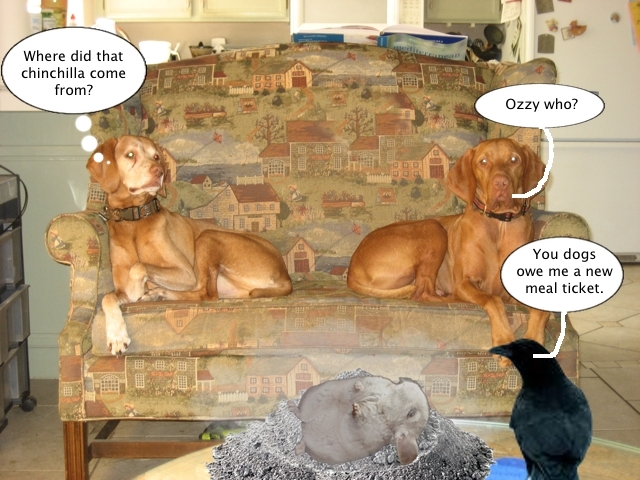 Where did that
chinchilla come
from?
Ozzy who?
You dogs
owe me a new
meal ticket.